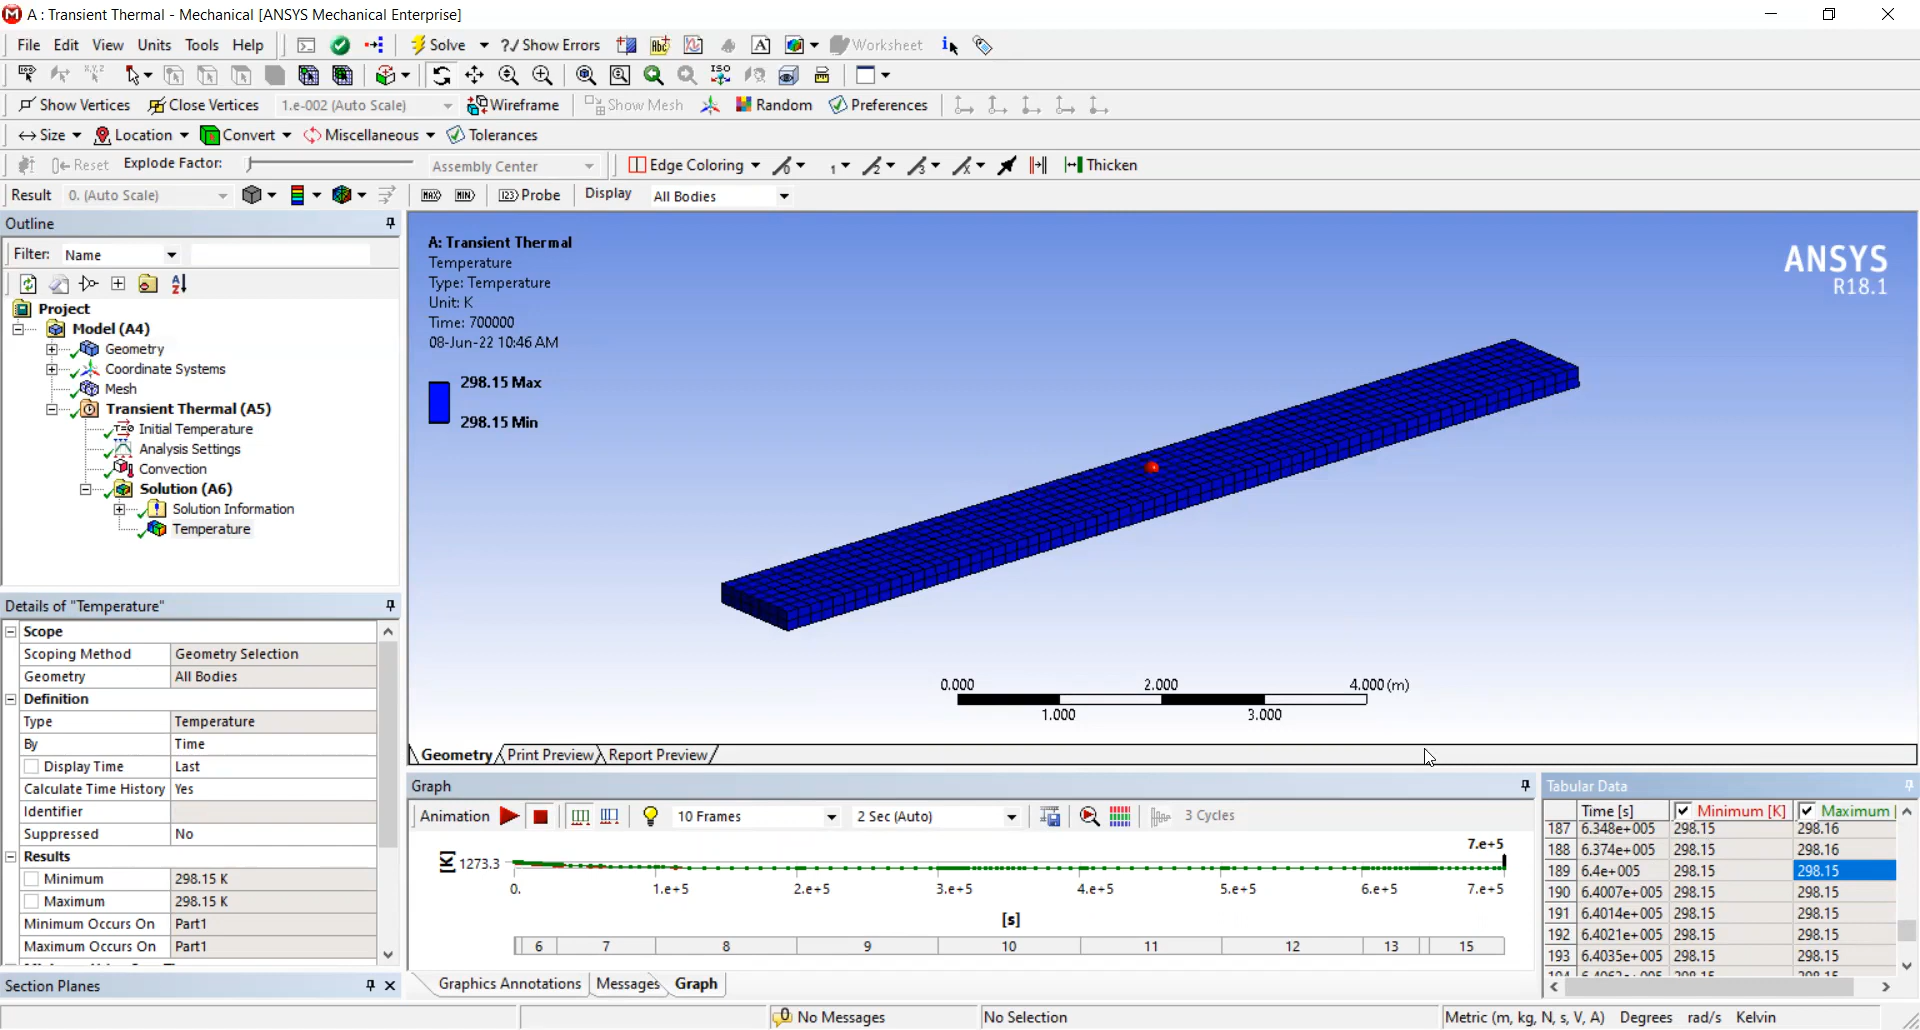 A : Transient Thermal - Mechanical [ANSYS Mechanical Enterprise]
File Edit View Units Tools Help Solve ?/ Show Errors Worksheet
ISO
Show Vertices Close Vertices 1.e-002 (Auto Scale) Wireframe Show Mesh Random Preferences
Size Location Convert Miscellaneous Tolerances
Reset Explode Factor: Assembly Center Edge Coloring Thicken
Result 0. (Auto Scale) MAX MIN Probe Display All Bodies
Outline
Filter: Name
Project
Model (A4)
Geometry
Coordinate Systems
Mesh
Transient Thermal (A5)
Initial Temperature
Analysis Settings
Convection
Solution (A6)
Solution Information
Temperature
Details of "Temperature"
Scope
Scoping Method Geometry Selection
Geometry All Bodies
Definition
Type Temperature
By Time
Display Time Last
Calculate Time History Yes
Identifier
Suppressed No
Results
Minimum 298.15 K
Maximum 298.15 K
Minimum Occurs On Part1
Maximum Occurs On Part1
Section Planes
A: Transient Thermal
Temperature
Type: Temperature
Unit: K
Time: 700000
08-Jun-22 10:46 AM
298.15 Max
298.15 Min
ANSYS
R18.1
0.000 2.000 4.000 (m)
1.000 3.000
Geometry Print Preview Report Preview
Graph
Animation 10 Frames 2 Sec (Auto) 3 Cycles
7.e+5
[K] 1273.3
0. 1.e+5 2.e+5 3.e+5 4.e+5 5.e+5 6.e+5 7.e+5
[s]
6 7 8 9 10 11 12 13 15
Graphics Annotations Messages Graph
Tabular Data
Time [s] Minimum [K] Maximum [
187 6.348e+005 298.15 298.16
188 6.374e+005 298.15 298.16
189 6.4e+005 298.15 298.15
190 6.4007e+005 298.15 298.15
191 6.4014e+005 298.15 298.15
192 6.4021e+005 298.15 298.15
193 6.4035e+005 298.15 298.15
No Messages No Selection Metric (m, kg, N, s, V, A) Degrees rad/s Kelvin